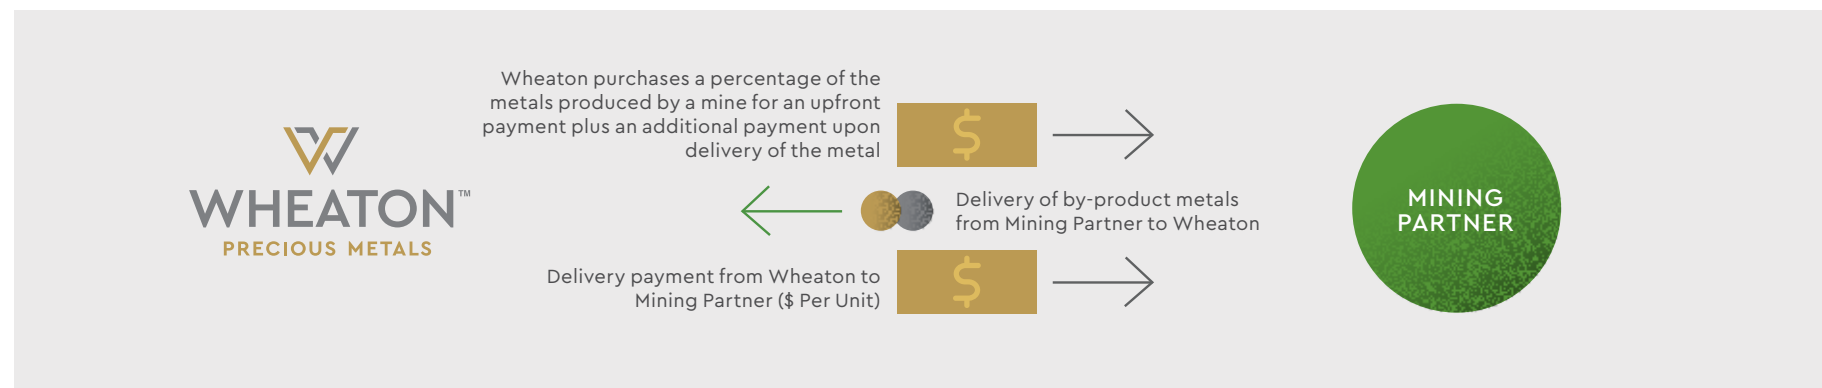 Wheaton purchases a percentage of the
metals produced by a mine for an upfront
payment plus an additional payment upon
delivery of the metal
$
WHEATON™
PRECIOUS METALS
Delivery of by-product metals
from Mining Partner to Wheaton
MINING
PARTNER
Delivery payment from Wheaton to
Mining Partner ($ Per Unit)
$